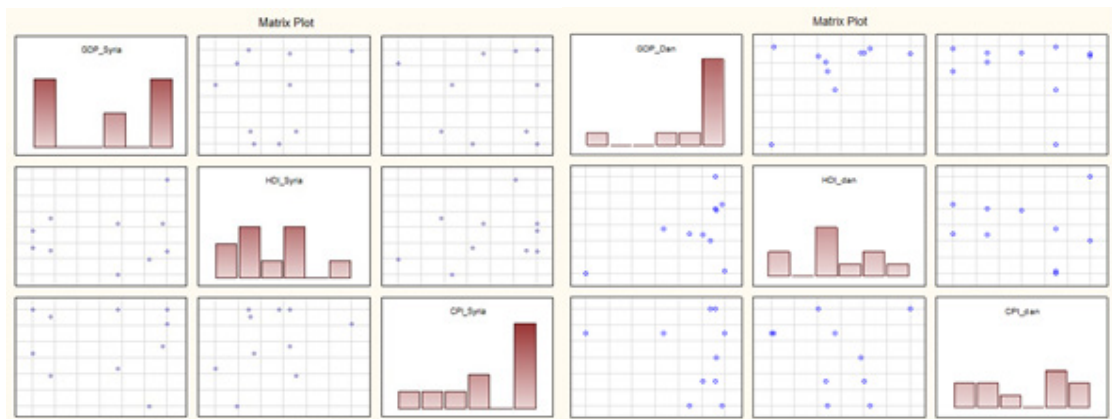 Matrix Plot
GDP_Syria
HDI_Syria
CPI_Syria
Matrix Plot
GDP_Dan
HDI_dan
CPI_dan